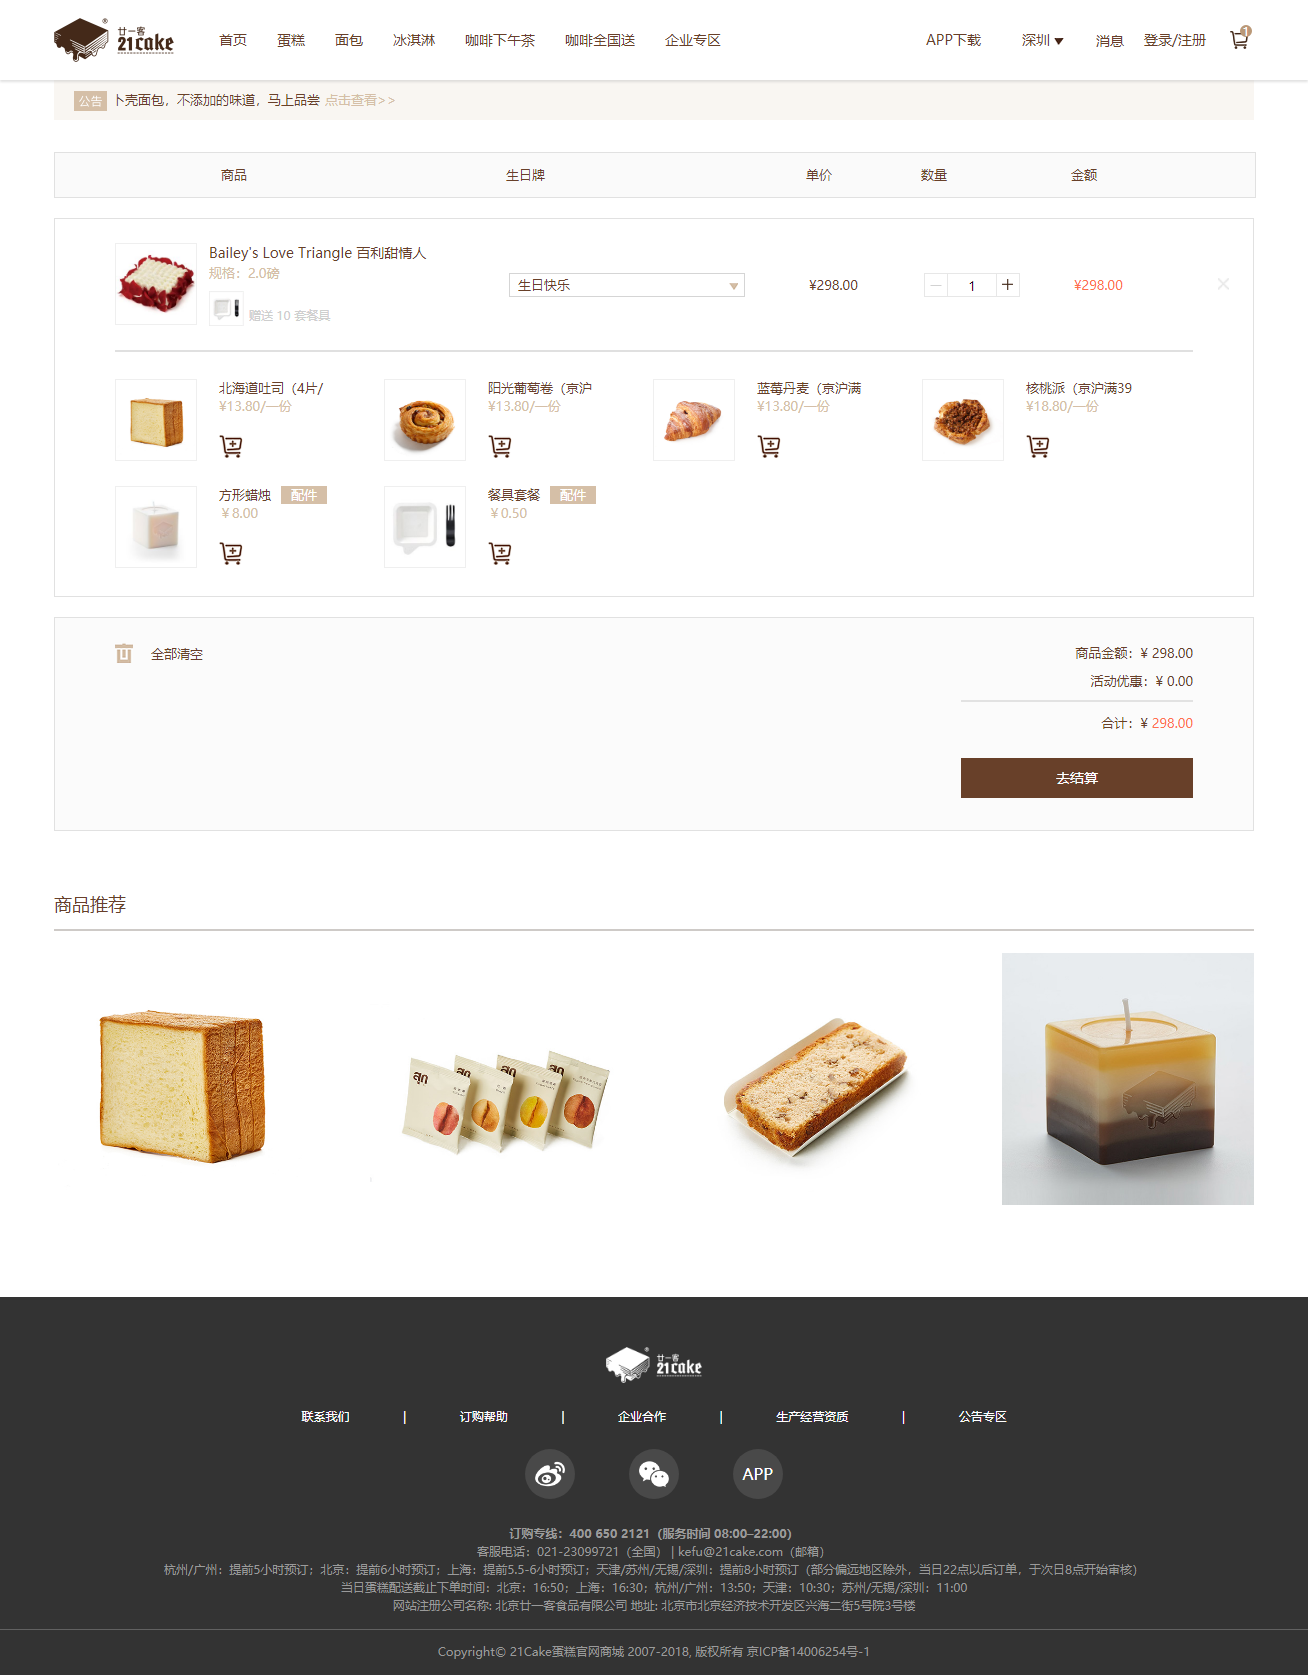 廿一客
21cake
首页 蛋糕 面包 冰淇淋 咖啡下午茶 咖啡全国送 企业专区 APP下载 深圳 消息 登录/注册 1
公告 卜壳面包，不添加的味道，马上品尝 点击查看>>
商品 生日牌 单价 数量 金额
Bailey's Love Triangle 百利甜情人
规格：2.0磅
生日快乐 ¥298.00 1 ¥298.00
赠送 10 套餐具
北海道吐司（4片/ 阳光葡萄卷（京沪 蓝莓丹麦（京沪满 核桃派（京沪满39
¥13.80/一份 ¥13.80/一份 ¥13.80/一份 ¥18.80/一份
方形蜡烛 配件 餐具套餐 配件
￥8.00 ￥0.50
全部清空
商品金额：¥ 298.00
活动优惠：¥ 0.00
合计：¥ 298.00
去结算
商品推荐
廿一客
21cake
联系我们 | 订购帮助 | 企业合作 | 生产经营资质 | 公告专区
APP
订购专线：400 650 2121（服务时间 08:00–22:00）
客服电话：021-23099721（全国） | kefu@21cake.com（邮箱）
杭州/广州：提前5小时预订；北京：提前6小时预订；上海：提前5.5-6小时预订；天津/苏州/无锡/深圳：提前8小时预订（部分偏远地区除外，当日22点以后订单，于次日8点开始审核）
当日蛋糕配送截止下单时间：北京：16:50；上海：16:30；杭州/广州：13:50；天津：10:30；苏州/无锡/深圳：11:00
网站注册公司名称: 北京廿一客食品有限公司 地址: 北京市北京经济技术开发区兴海二街5号院3号楼
Copyright© 21Cake蛋糕官网商城 2007-2018, 版权所有 京ICP备14006254号-1